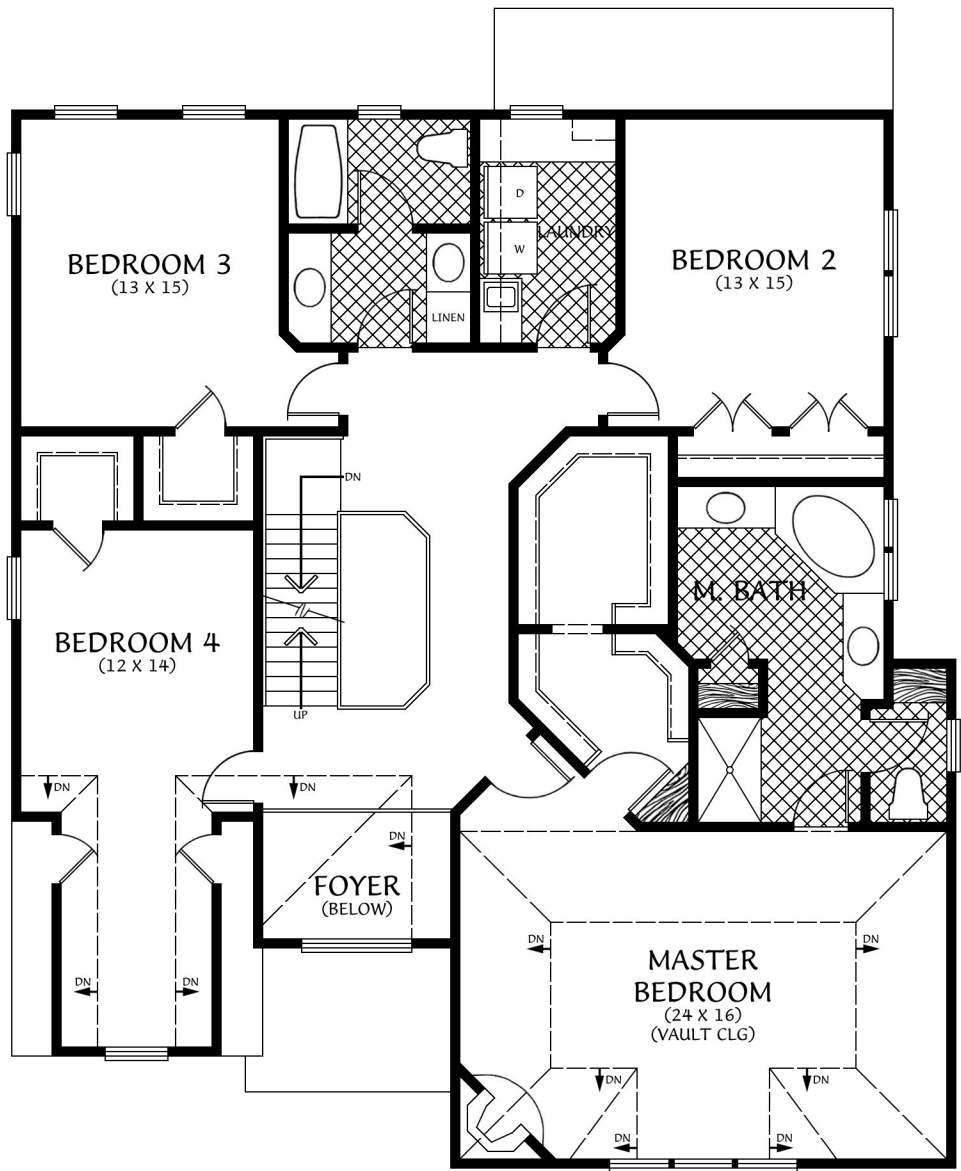 D
LAUNDRY
W
BEDROOM 3
(13 X 15)
BEDROOM 2
(13 X 15)
LINEN
DN
M. BATH
BEDROOM 4
(12 X 14)
UP
DN
DN
DN
FOYER
(BELOW)
DN
DN
MASTER
BEDROOM
(24 X 16)
(VAULT CLG)
DN
DN
DN
DN
DN
DN